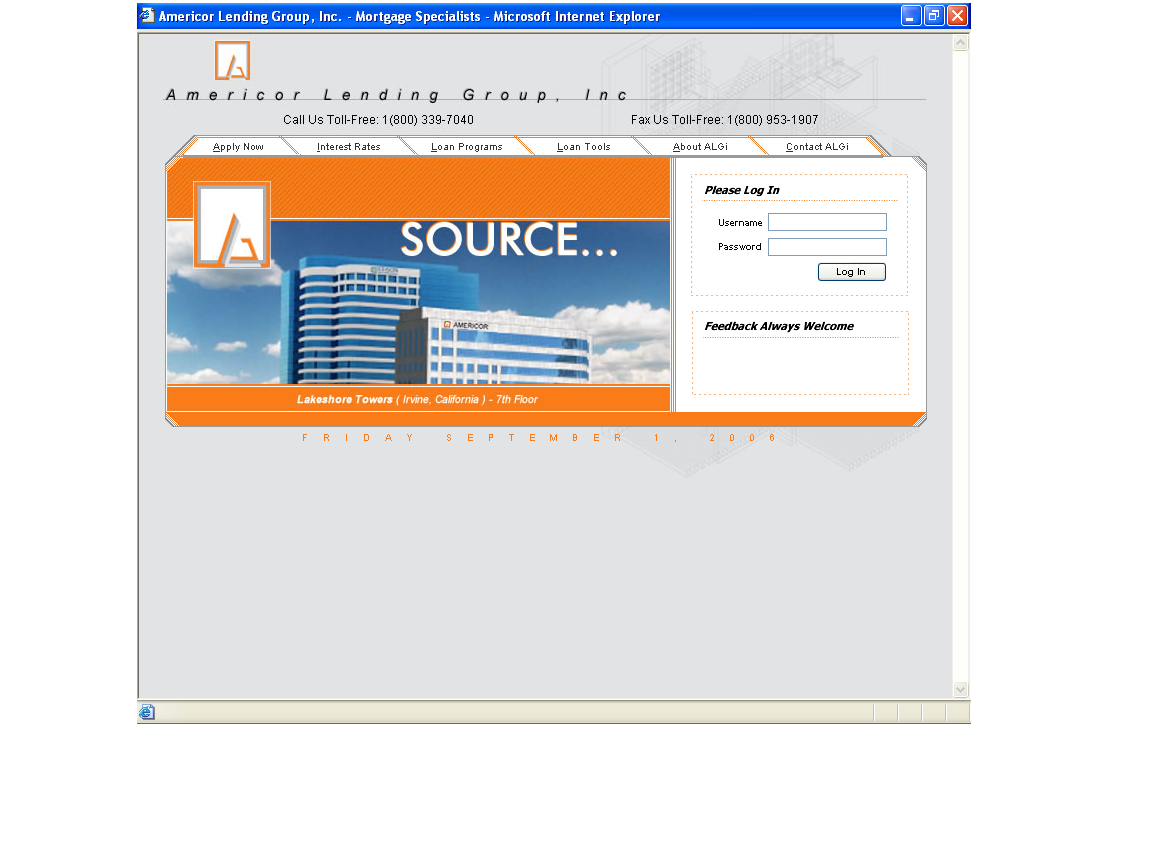 Americor Lending Group, Inc. - Mortgage Specialists - Microsoft Internet Explorer
Americor Lending Group, Inc
Call Us Toll-Free: 1(800) 339-7040 Fax Us Toll-Free: 1(800) 953-1907
Apply Now Interest Rates Loan Programs Loan Tools About ALGi Contact ALGi
SOURCE...
AMERICOR
Lakeshore Towers ( Irvine, California ) - 7th Floor
Please Log In
Username
Password
Log In
Feedback Always Welcome
FRIDAY SEPTEMBER 1, 2006